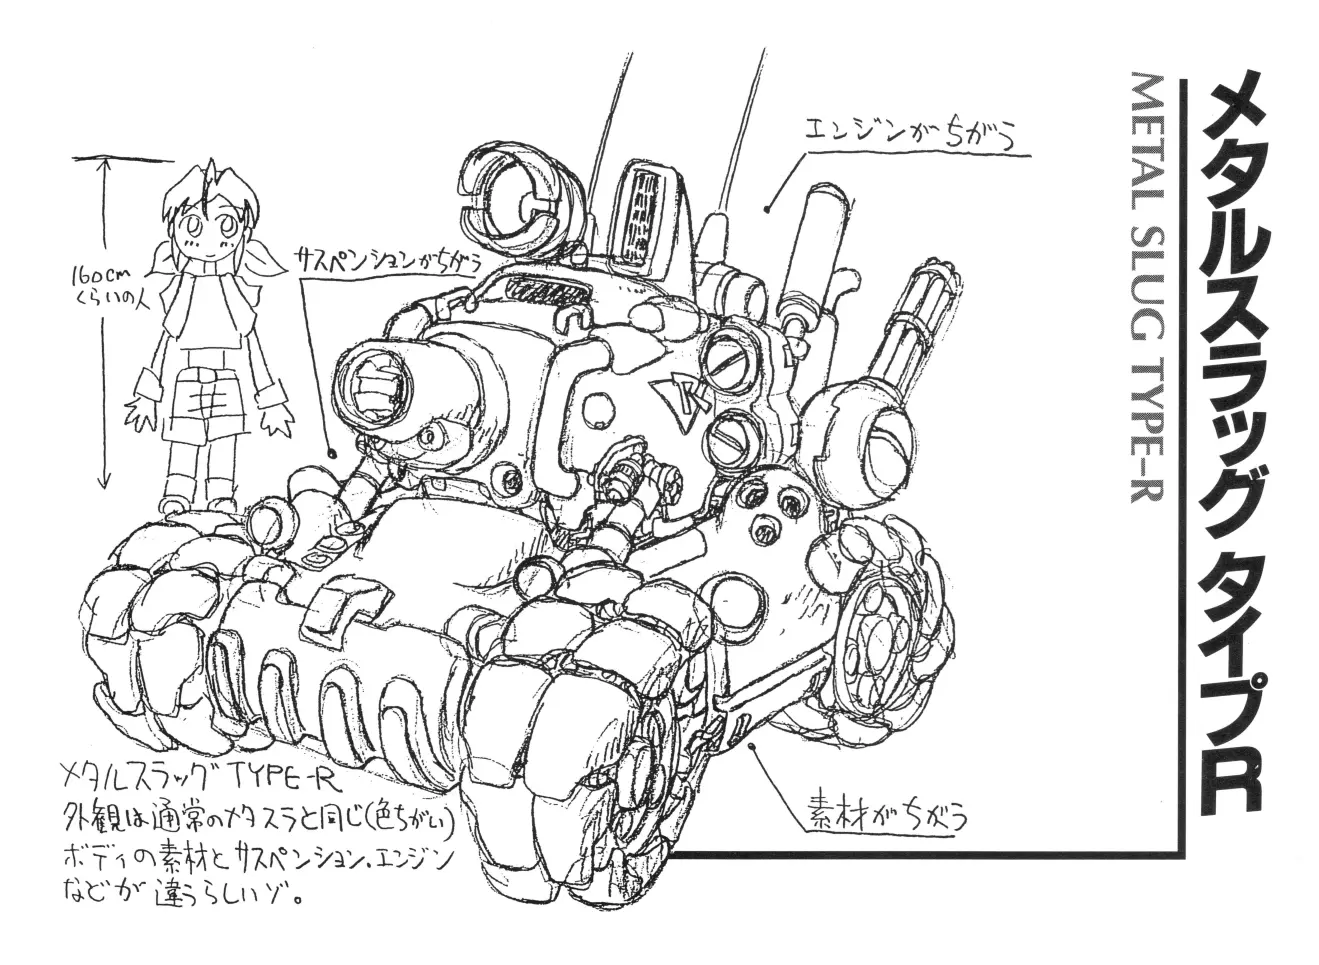 メタルスラッグ タイプR
METAL SLUG TYPE-R
エンジンがちがう
サスペンションがちがう
160cm
くらいの人
素材がちがう
メタルスラッグTYPE-R
外観は通常のメタスラと同じ(色ちがい)
ボディの素材とサスペンション、エンジン
などが違うらしいゾ。